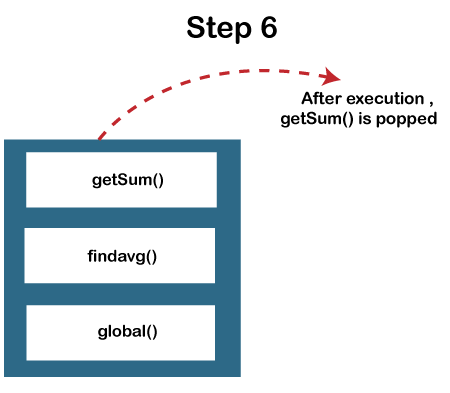 Step 6
After execution ,
getSum() is popped
getSum()
findavg()
global()